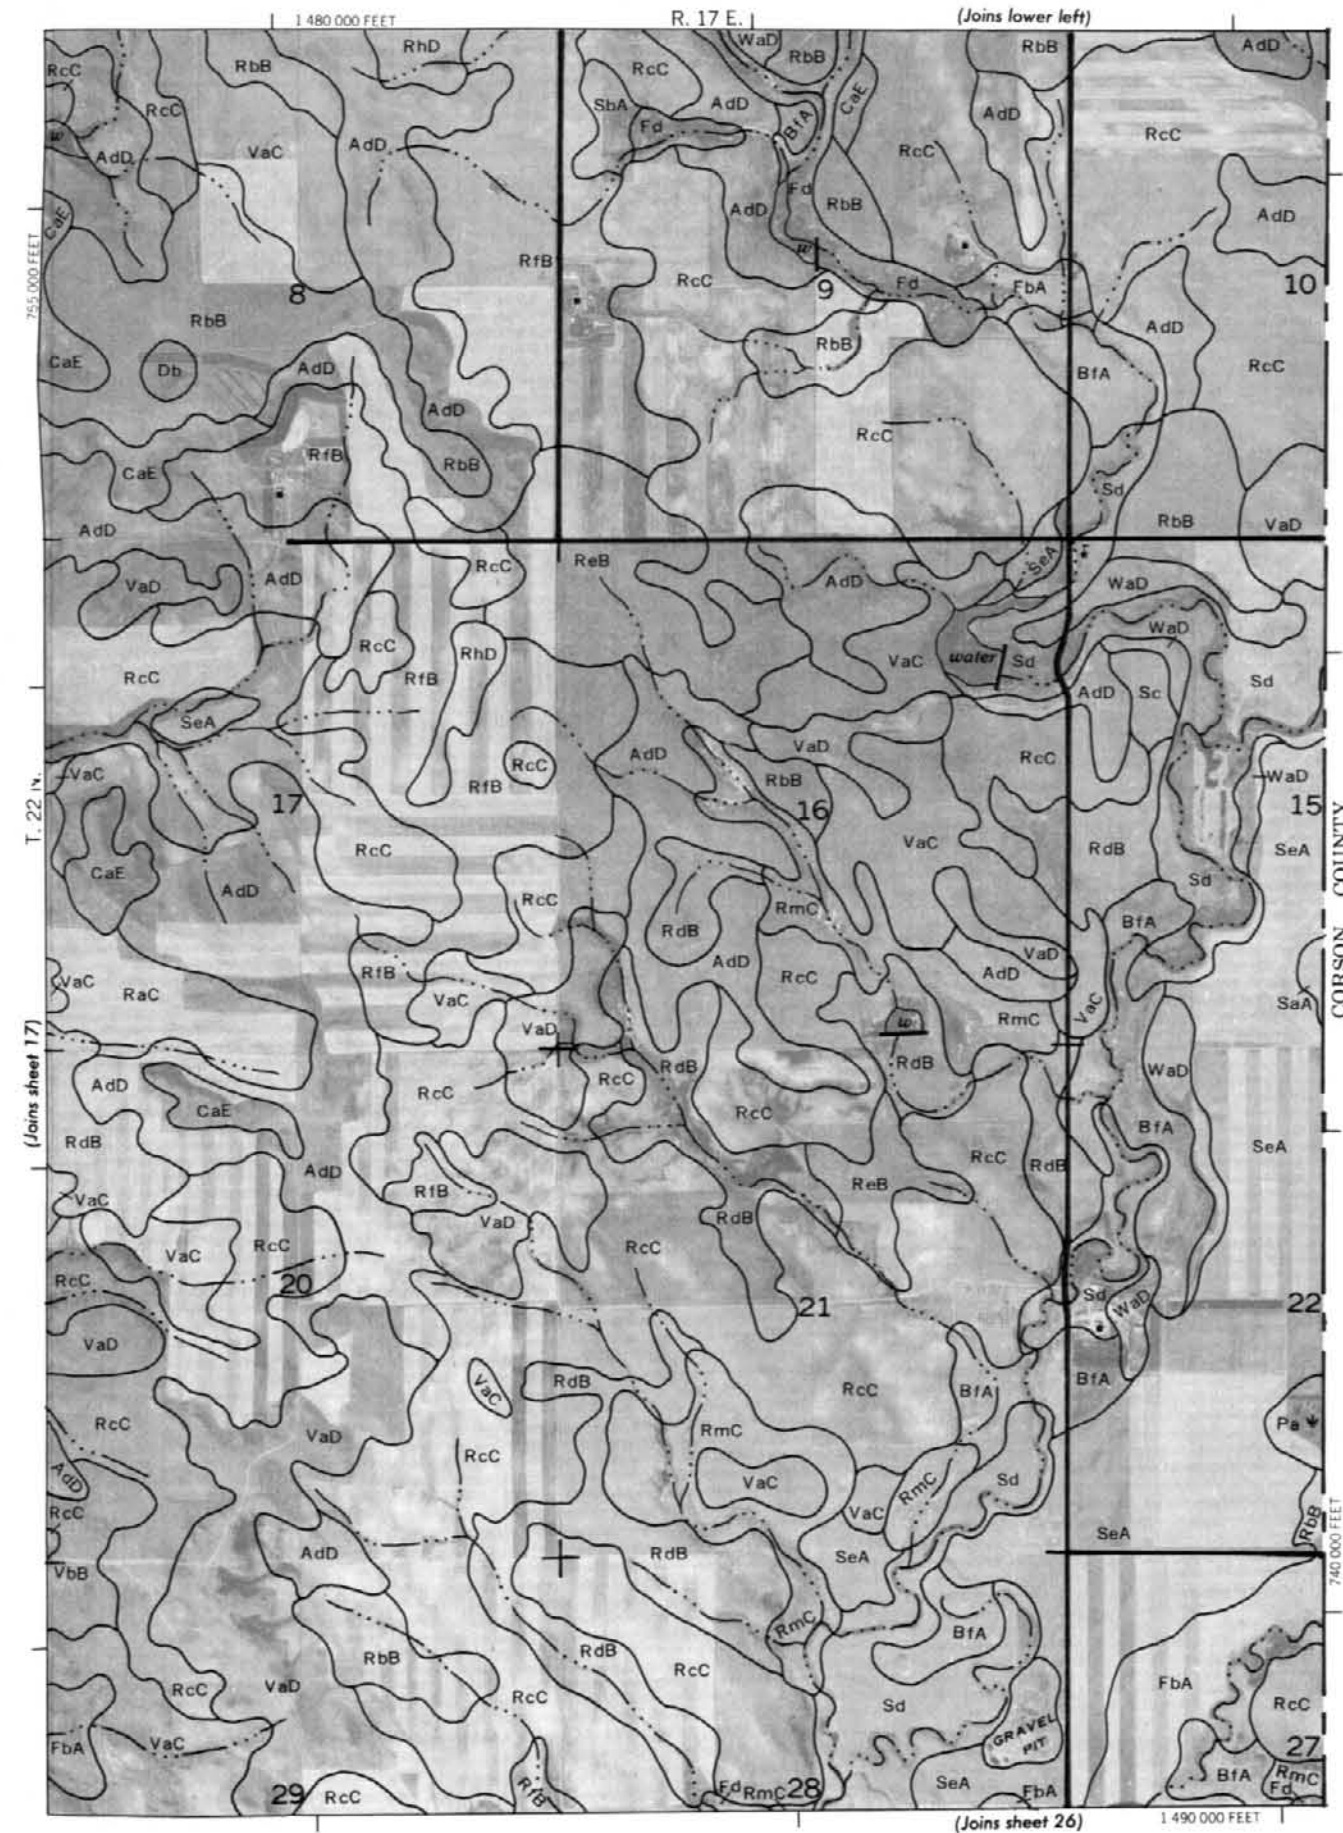 1 480 000 FEET R. 17 E. (Joins lower left)
RcC RbB RhD WaD RbB RbB AdD
RcC RcC SbA AdD CaE AdD
w AdD VaC AdD Fd BfA RcC RcC
CaE Fd RbB AdD AdD
755 000 FEET
RfB w
8 RcC 9 Fd FbA 10
RbB AdD
CaE Db AdD RbB BfA RcC
AdD
RfB RbB RcC
CaE Sd
AdD RbB VaD
RcC ReB SeA
VaD AdD AdD WaD
WaD
RcC RcC RhD VaC water Sd Sd
RfB AdD Sc
SeA
VaC AdD VaD RcC
RcC RbB WaD
17 RfB 16 15
T. 22 N.
CORSON COUNTY
RcC VaC RdB SeA
CaE AdD Sd
RcC RmC BfA
RdB
RfB AdD RcC AdD VaD
VaC RaC VaC SaA
VaD w RmC VaC
(Joins sheet 17)
AdD RcC RcC RdB RdB WaD
CaE RcC BfA
RdB AdD RcC RdB SeA
VaC RfB ReB
VaD RdB
VaC RcC RcC
RcC 20 Sd WaD
21 22
VaD
VaC RdB RcC BfA BfA
RcC VaD RmC Pa
RcC VaC RmC Sd
AdD VaC
RcC SeA RbB
AdD RdB SeA
VbB
740 000 FEET
RmC BfA
RbB RdB
RcC VaD RcC RcC Sd FbA RcC
FbA VaC GRAVEL
PIT 27
RfB SeA BfA RmC
29 RcC Fd RmC 28 FbA Fd
(Joins sheet 26) 1 490 000 FEET